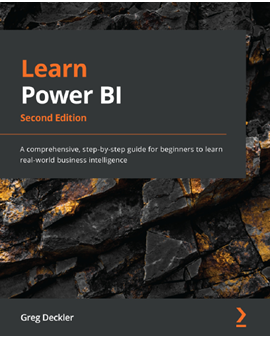 Learn
Power BI
Second Edition
A comprehensive, step-by-step guide for beginners to learn
real-world business intelligence
Greg Deckler